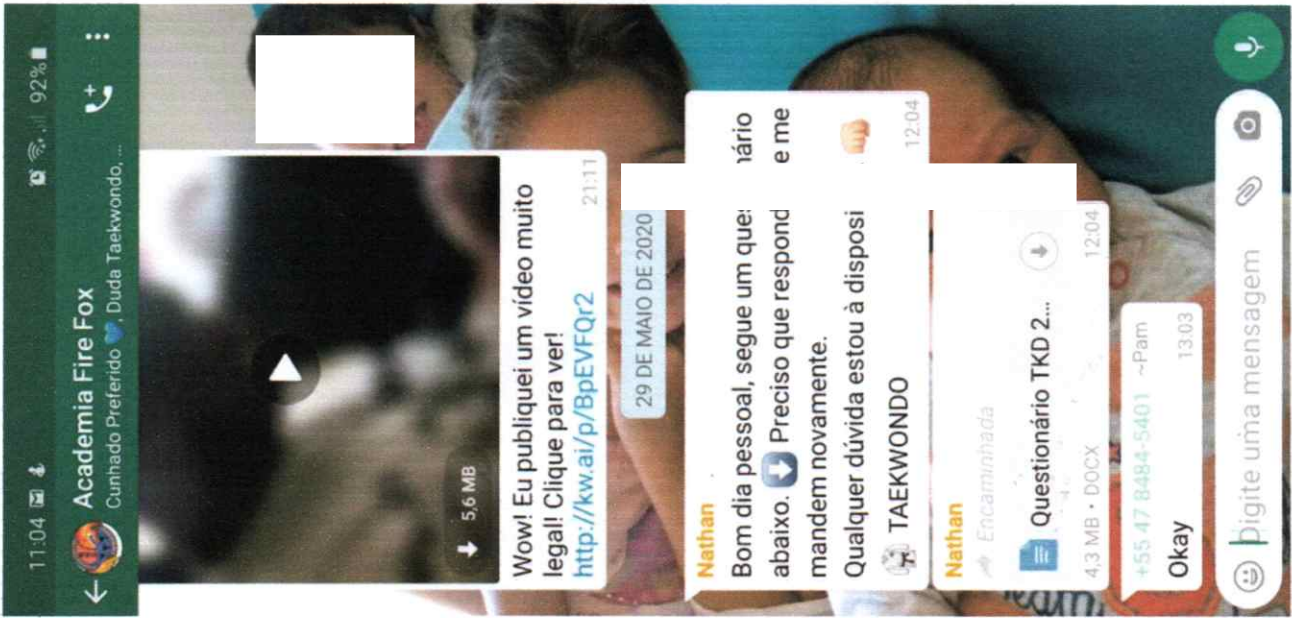 11:04 92%
Academia Fire Fox
Cunhado Preferido 💙, Duda Taekwondo, ...
5,6 MB
Wow! Eu publiquei um vídeo muito
legal! Clique para ver!
http://kw.ai/p/BpEVFQr2
21:11
29 DE MAIO DE 2020
Nathan
Bom dia pessoal, segue um ques nário
abaixo. ⬇️ Preciso que respond e me
mandem novamente.
Qualquer dúvida estou à disposi 👊
🥋 TAEKWONDO
12:04
Nathan
Encaminhada
Questionário TKD 2...
4,3 MB • DOCX
12:04
+55 47 8484-5401 ~Pam
Okay
13:03
Digite uma mensagem